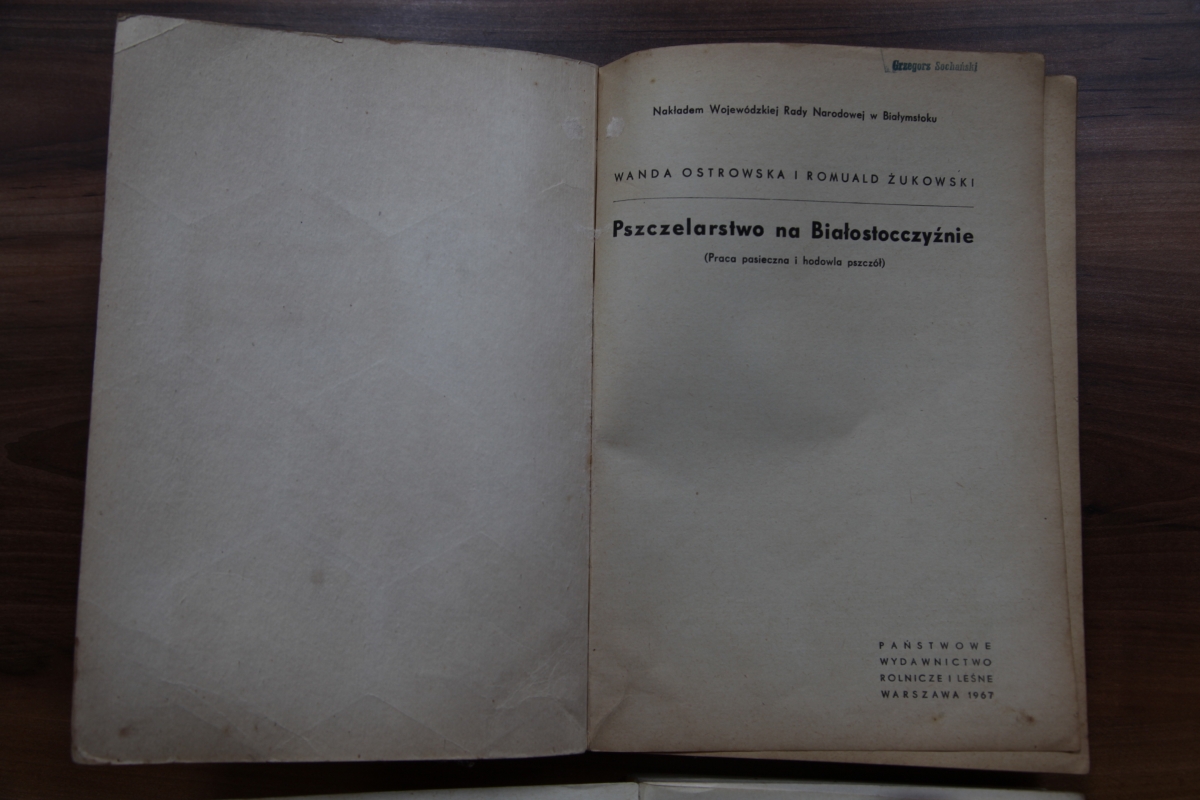 Grzegorz Sochański
Nakładem Wojewódzkiej Rady Narodowej w Białymstoku
WANDA OSTROWSKA I ROMUALD ŻUKOWSKI
Pszczelarstwo na Białostocczyźnie
(Praca pasieczna i hodowla pszczół)
PAŃSTWOWE
WYDAWNICTWO
ROLNICZE I LEŚNE
WARSZAWA 1967